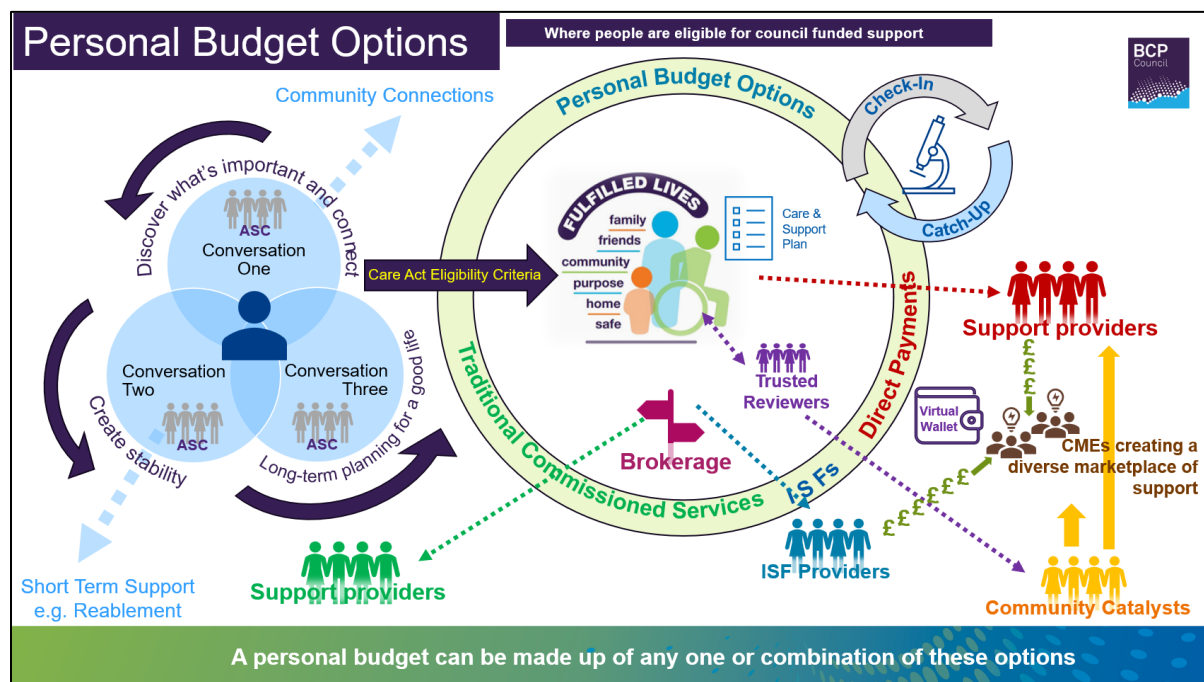 Personal Budget Options
Where people are eligible for council funded support
BCP
Council
Community Connections
Discover what's important and connect
ASC
Conversation
One
Conversation
Two
ASC
Create stability
Conversation
Three
ASC
Long-term planning for a good life
Short Term Support
e.g. Reablement
Care Act Eligibility Criteria
Personal Budget Options
FULFILLED LIVES
family
friends
community
purpose
home
safe
Care &
Support
Plan
Check-In
Catch-Up
Trusted
Reviewers
Brokerage
Traditional Commissioned Services
I S Fs
Direct Payments
Support providers
ISF Providers
Support providers
£
£
£
£
Virtual
Wallet
CMEs creating a
diverse marketplace of
support
£ £ £ £ £ £
Community Catalysts
A personal budget can be made up of any one or combination of these options